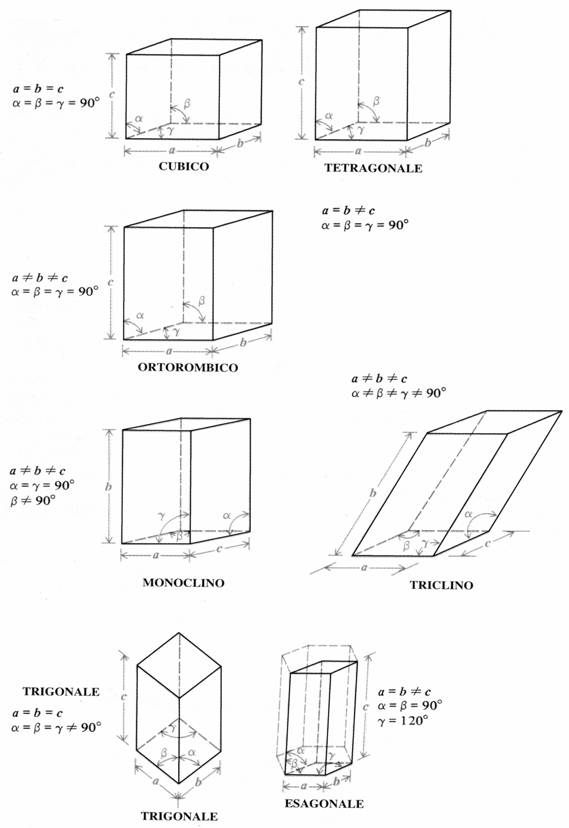 a = b = c
α = β = γ = 90°
c
α
β
γ
a
b
CUBICO
c
α
β
γ
a
b
TETRAGONALE
a = b ≠ c
α = β = γ = 90°
a ≠ b ≠ c
α = β = γ = 90°
c
α
β
γ
a
b
ORTOROMBICO
a ≠ b ≠ c
α ≠ β ≠ γ ≠ 90°
a ≠ b ≠ c
α = γ = 90°
β ≠ 90°
b
γ
α
β
a
c
MONOCLINO
b
α
β
γ
c
a
TRICLINO
TRIGONALE
a = b = c
α = β = γ ≠ 90°
c
γ
β
α
a
b
TRIGONALE
c
a = b ≠ c
α = β = 90°
γ = 120°
α
β
γ
a
b
ESAGONALE